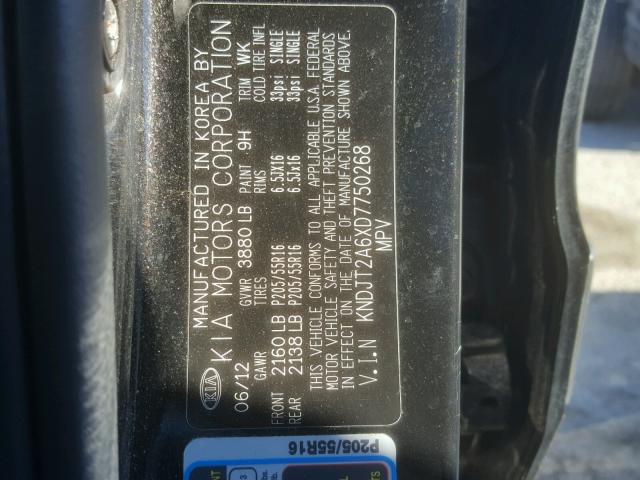 MANUFACTURED IN KOREA BY
KIA KIA MOTORS CORPORATION
06/12 GVWR 3880 LB PAINT 9H TRIM WK
GAWR TIRES RIMS COLD TIRE INFL
FRONT 2160 LB P205/55R16 6.5JX16 33psi SINGLE
REAR 2138 LB P205/55R16 6.5JX16 33psi SINGLE
THIS VEHICLE CONFORMS TO ALL APPLICABLE U.S.A. FEDERAL
MOTOR VEHICLE SAFETY AND THEFT PREVENTION STANDARDS
IN EFFECT ON THE DATE OF MANUFACTURE SHOWN ABOVE.
V.I.N KNDJT2A6XD7750268
MPV
P205/55R16